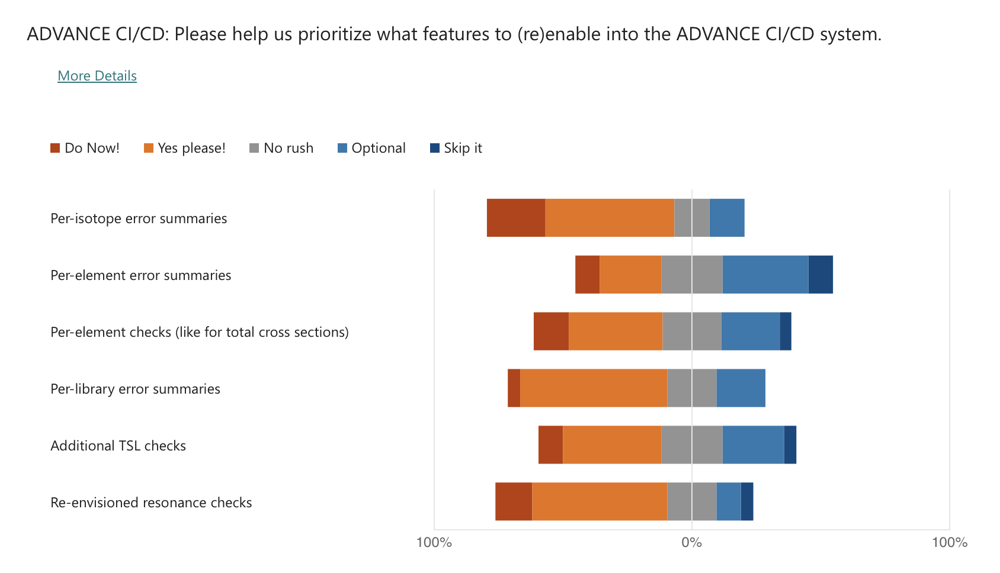 ADVANCE CI/CD: Please help us prioritize what features to (re)enable into the ADVANCE CI/CD system.
More Details
Do Now! Yes please! No rush Optional Skip it
Per-isotope error summaries
Per-element error summaries
Per-element checks (like for total cross sections)
Per-library error summaries
Additional TSL checks
Re-envisioned resonance checks
100% 0% 100%